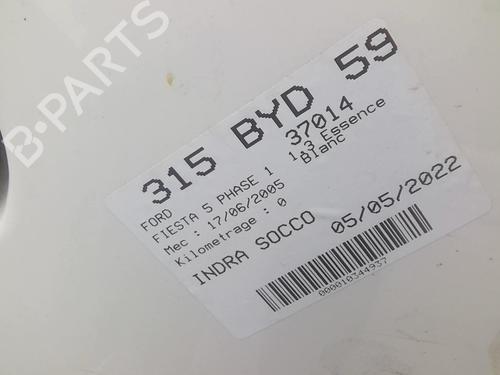 B-PARTS
315 BYD 59
37014
FORD
1.3 Essence
FIESTA 5 PHASE 1
Blanc
Mec : 17/06/2005
Kilometrage : 0
INDRA SOCCO 05/05/2022
000010344937